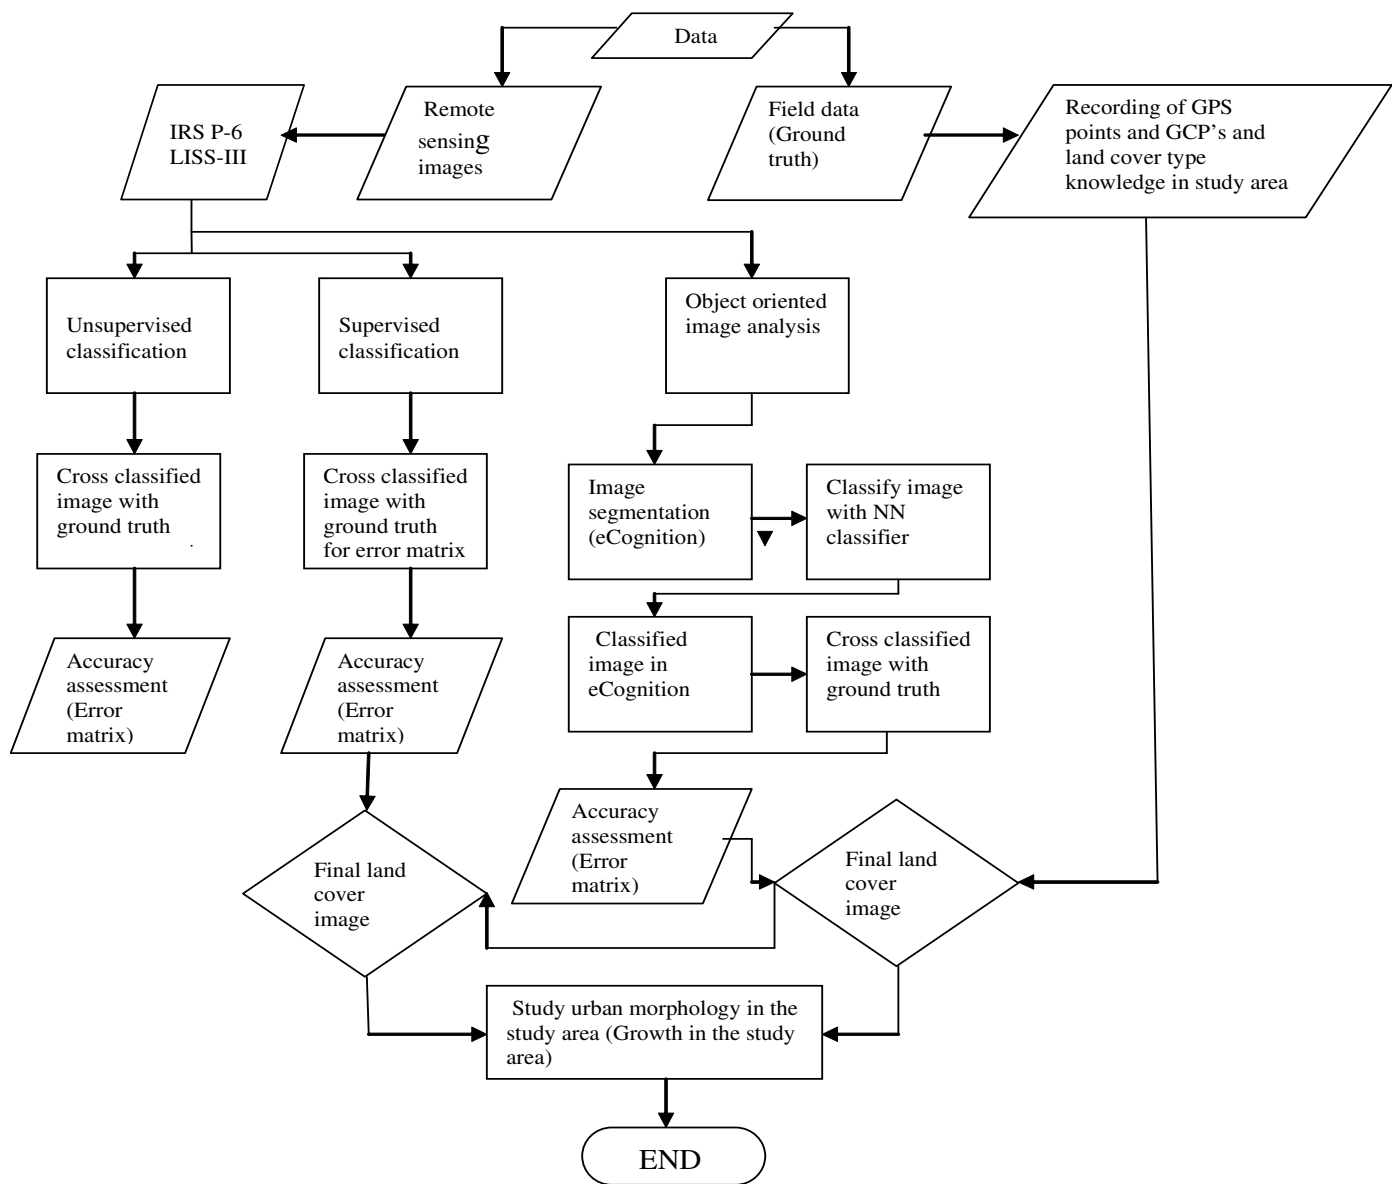 Data
IRS P-6
LISS-III
Remote
sensing
images
Field data
(Ground
truth)
Recording of GPS
points and GCP's and
land cover type
knowledge in study area
Unsupervised
classification
Supervised
classification
Object oriented
image analysis
Cross classified
image with
ground truth
Cross classified
image with
ground truth
for error matrix
Image
segmentation
(eCognition)
Classify image
with NN
classifier
Classified
image in
eCognition
Cross classified
image with
ground truth
Accuracy
assessment
(Error
matrix)
Accuracy
assessment
(Error
matrix)
Accuracy
assessment
(Error
matrix)
Final land
cover
image
Final land
cover
image
Study urban morphology in the
study area (Growth in the study
area)
END